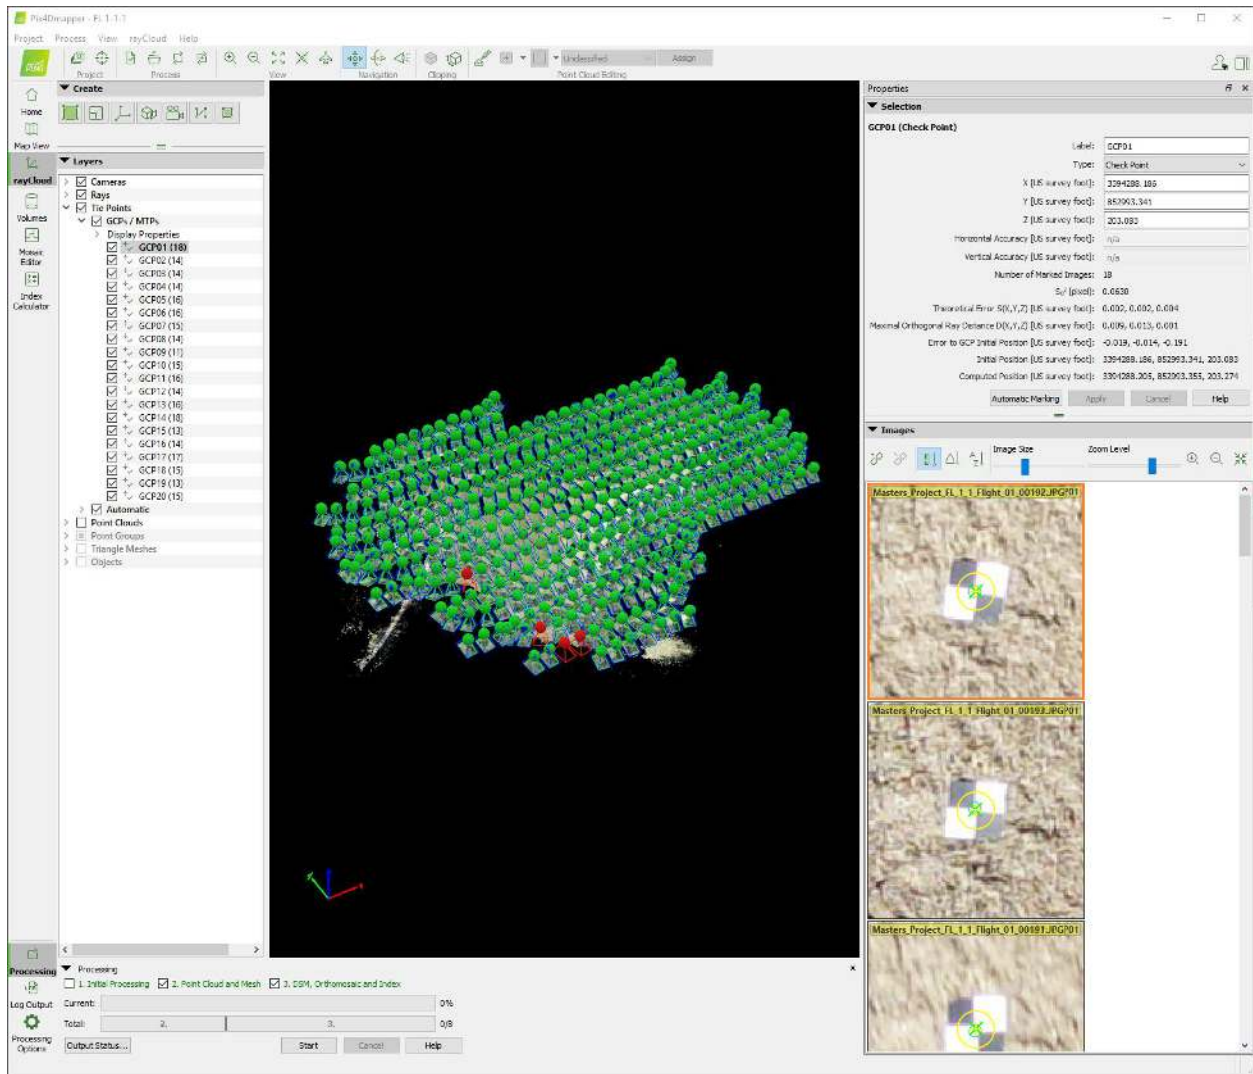 Pix4Dmapper - FL 1-1-1
Project Process View rayCloud Help
Project
Process
View
Navigation
Clipping
Unclassified
Assign
Point Cloud Editing
Home
Map View
rayCloud
Volumes
Mosaic
Editor
Index
Calculator
Create
Layers
Cameras
Rays
Tie Points
GCPs / MTPs
Display Properties
GCP01 (18)
GCP02 (14)
GCP03 (14)
GCP04 (14)
GCP05 (16)
GCP06 (16)
GCP07 (15)
GCP08 (14)
GCP09 (11)
GCP10 (15)
GCP11 (16)
GCP12 (14)
GCP13 (16)
GCP14 (18)
GCP15 (13)
GCP16 (14)
GCP17 (17)
GCP18 (15)
GCP19 (13)
GCP20 (15)
Automatic
Point Clouds
Point Groups
Triangle Meshes
Objects
Properties
Selection
GCP01 (Check Point)
Label: GCP01
Type: Check Point
X [US survey foot]: 3394288.186
Y [US survey foot]: 852993.341
Z [US survey foot]: 203.083
Horizontal Accuracy [US survey foot]: n/a
Vertical Accuracy [US survey foot]: n/a
Number of Marked Images: 18
S₀² [pixel]: 0.0630
Theoretical Error S(X,Y,Z) [US survey foot]: 0.002, 0.002, 0.004
Maximal Orthogonal Ray Distance D(X,Y,Z) [US survey foot]: 0.009, 0.013, 0.001
Error to GCP Initial Position [US survey foot]: -0.019, -0.014, -0.191
Initial Position [US survey foot]: 3394288.186, 852993.341, 203.083
Computed Position [US survey foot]: 3394288.205, 852993.355, 203.274
Automatic Marking Apply Cancel Help
Images
Image Size
Zoom Level
Masters_Project_FL_1_1_Flight_01_00192.JPG
Masters_Project_FL_1_1_Flight_01_00193.JPG
Masters_Project_FL_1_1_Flight_01_00191.JPG
Processing
Log Output
Processing
Options
Processing
1. Initial Processing 2. Point Cloud and Mesh 3. DSM, Orthomosaic and Index
Current: 0%
Total: 2. 3. 0/8
Output Status... Start Cancel Help